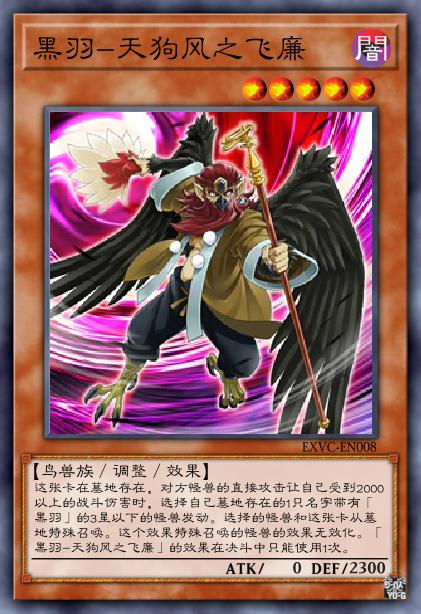 黑羽-天狗风之飞廉
闇
EXVC-EN008
【鸟兽族／调整／效果】
这张卡在墓地存在，对方怪兽的直接攻击让自己受到2000
以上的战斗伤害时，选择自己墓地存在的1只名字带有「
黑羽」的3星以下的怪兽发动。选择的怪兽和这张卡从墓
地特殊召唤。这个效果特殊召唤的怪兽的效果无效化。「
黑羽-天狗风之飞廉」的效果在决斗中只能使用1次。
ATK/ 0 DEF/2300